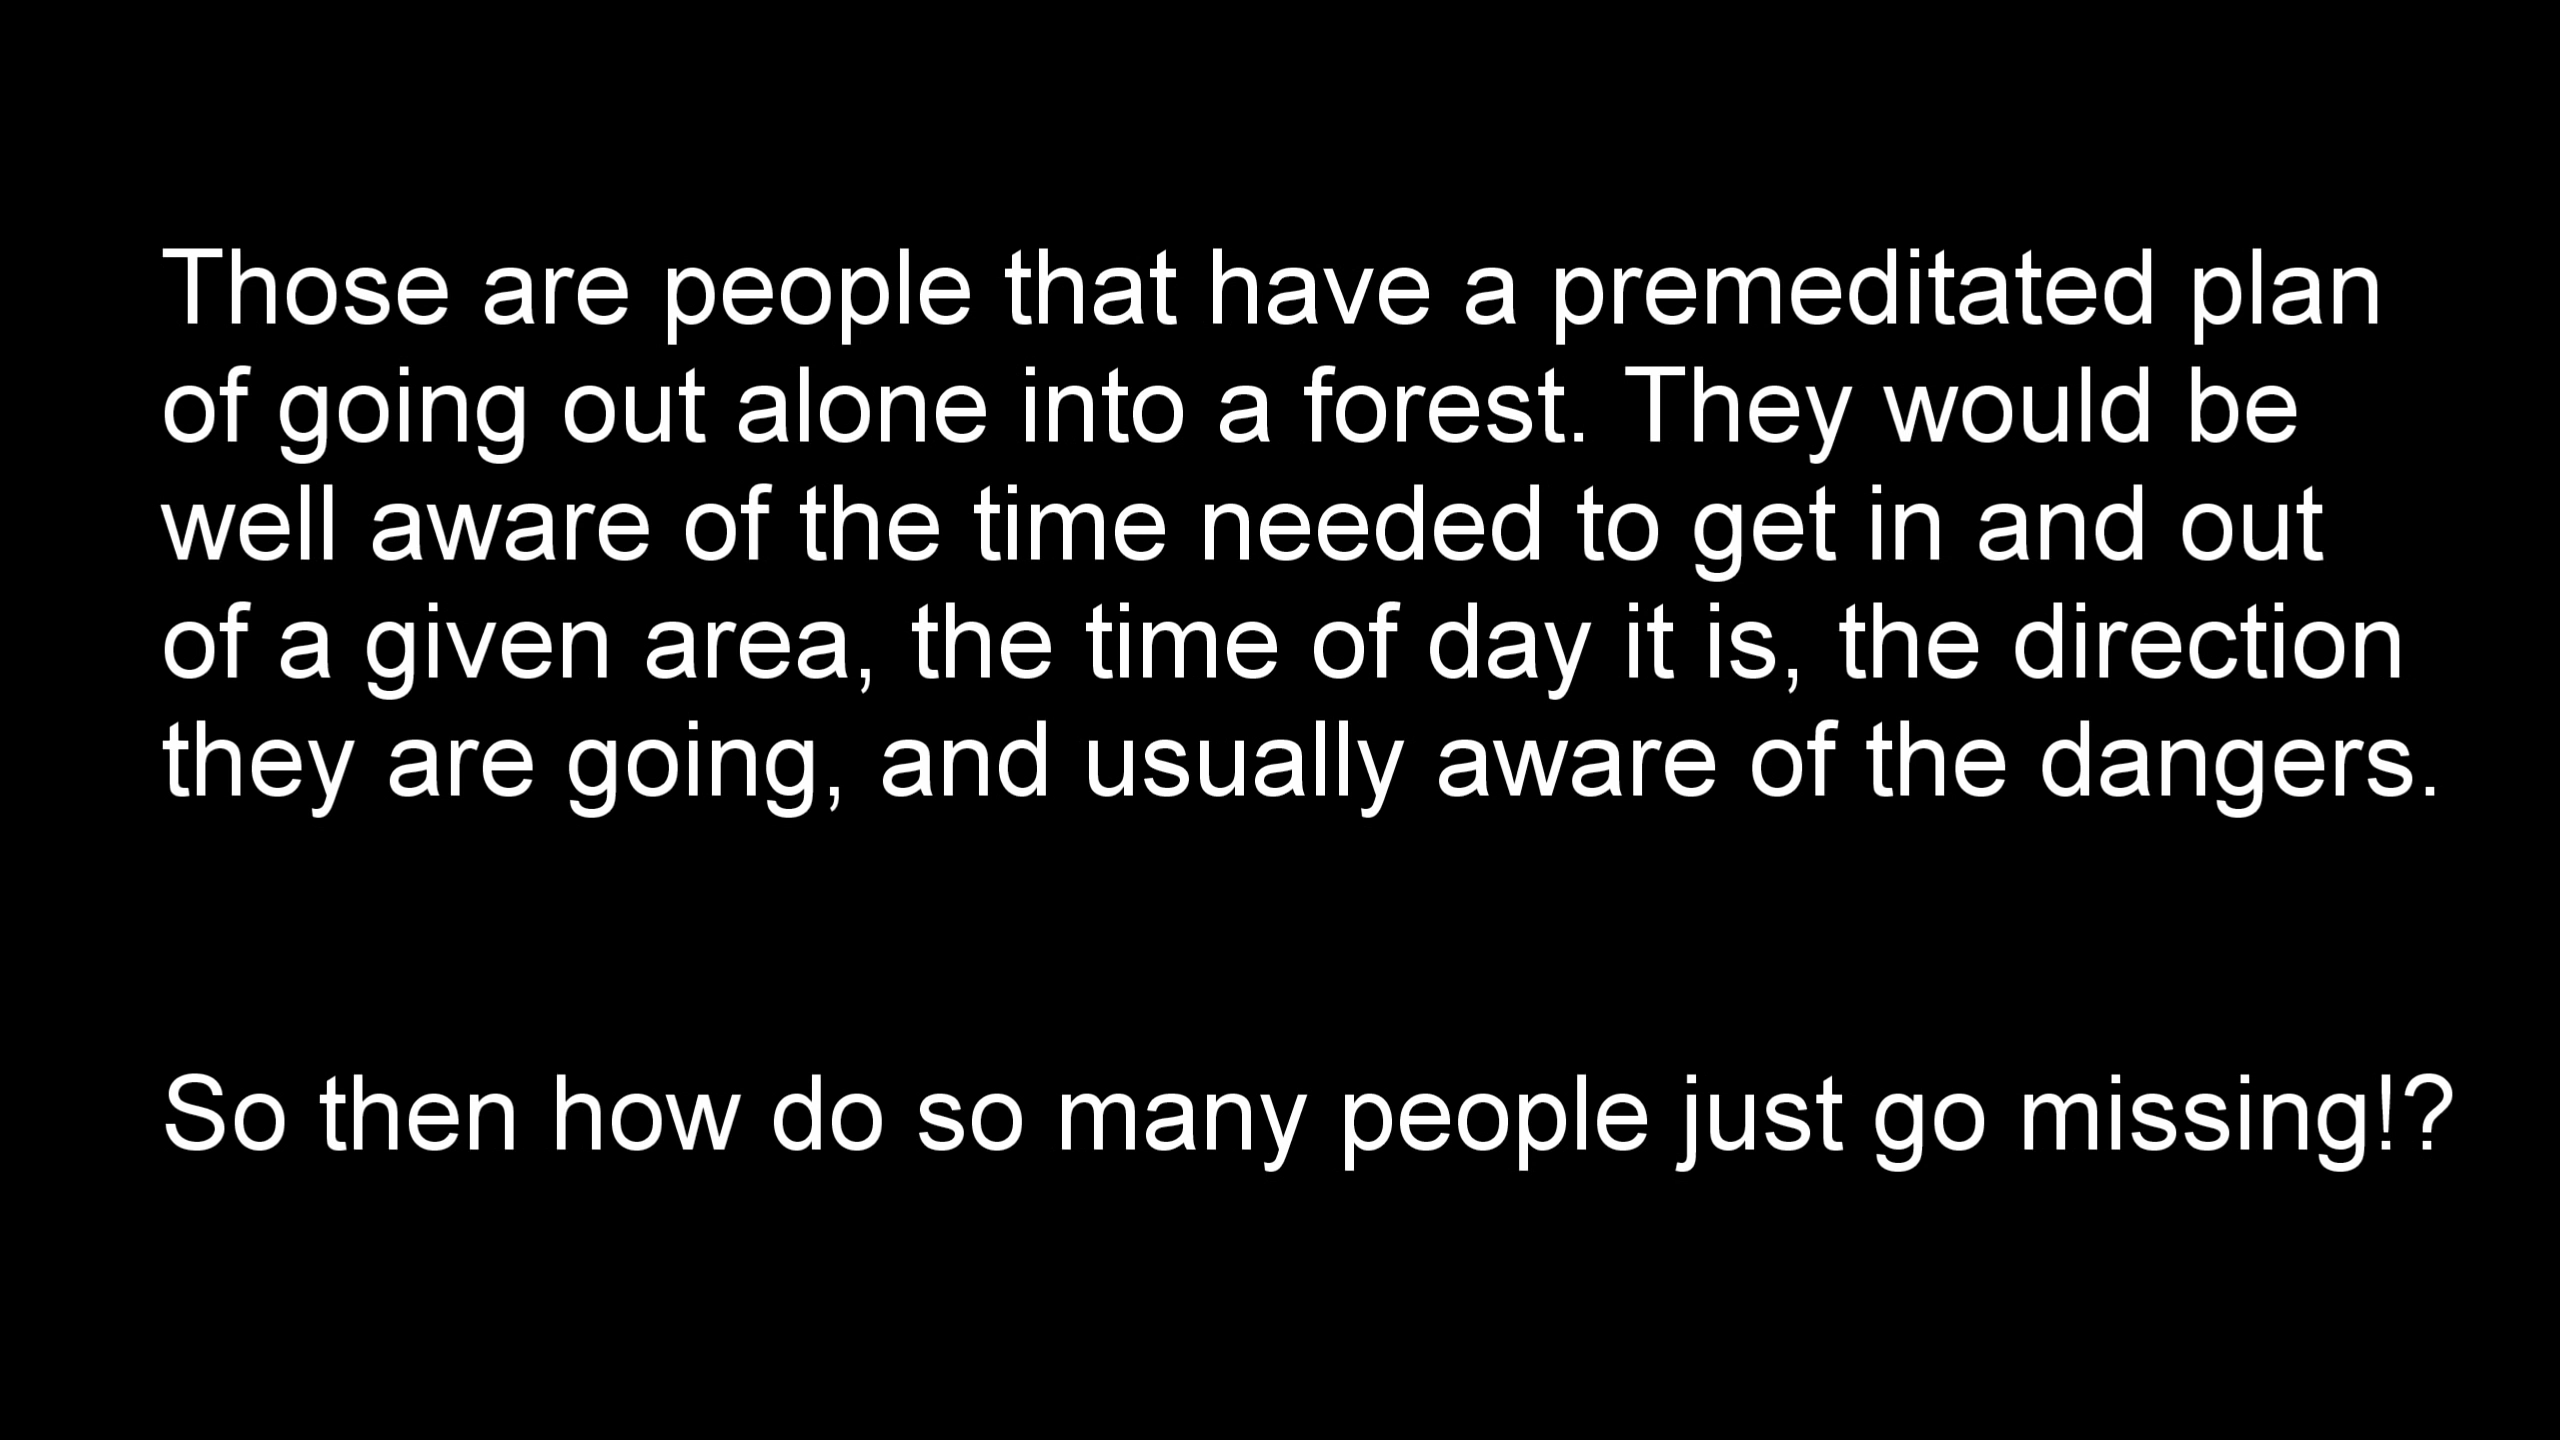 Those are people that have a premeditated plan
of going out alone into a forest. They would be
well aware of the time needed to get in and out
of a given area, the time of day it is, the direction
they are going, and usually aware of the dangers.
So then how do so many people just go missing!?